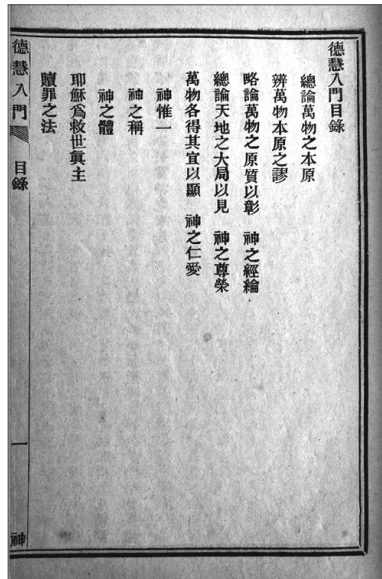 德慧入門目錄
總論萬物之本原
辨萬物本原之謬
略論萬物之原質以彰　神之經綸
總論天地之大局以見　神之尊榮
萬物各得其宜以顯　神之仁愛
神惟一
神之稱
神之體
耶穌爲救世眞主
贖罪之法
德慧入門　目錄　一　神